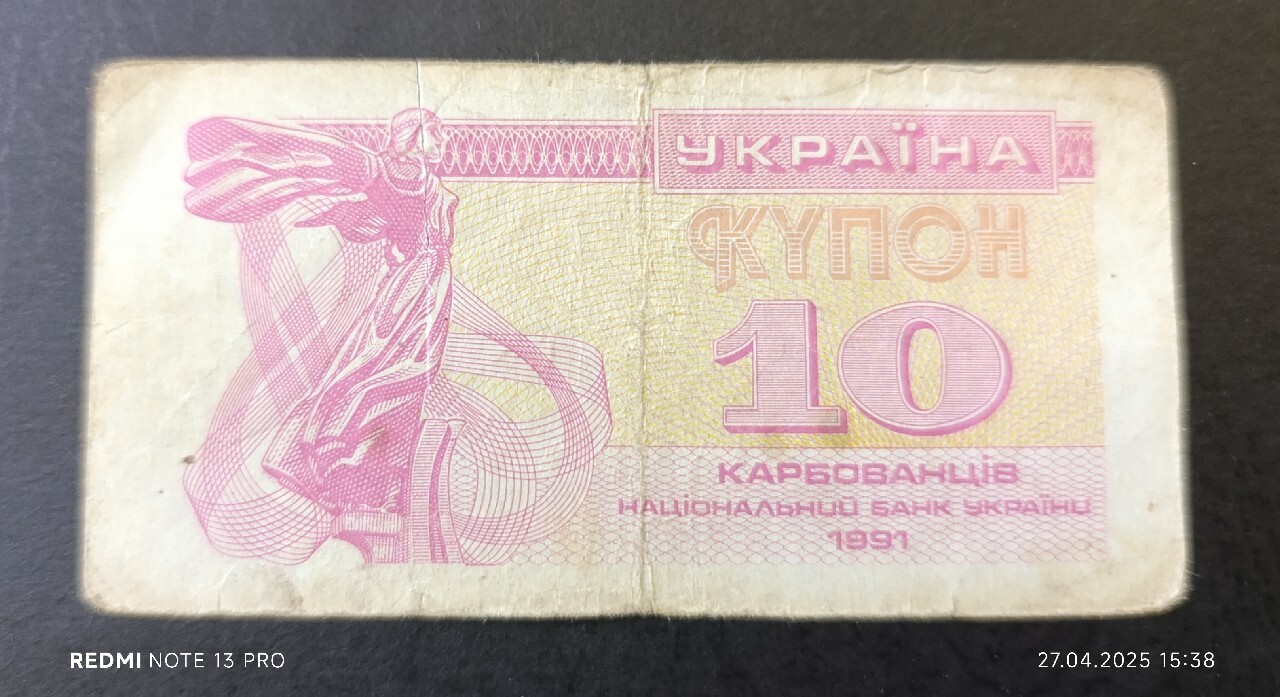 УКРАЇНА
КУПОН
10
КАРБОВАНЦІВ
НАЦІОНАЛЬНИЙ БАНК УКРАЇНИ
1991
REDMI NOTE 13 PRO
27.04.2025 15:38